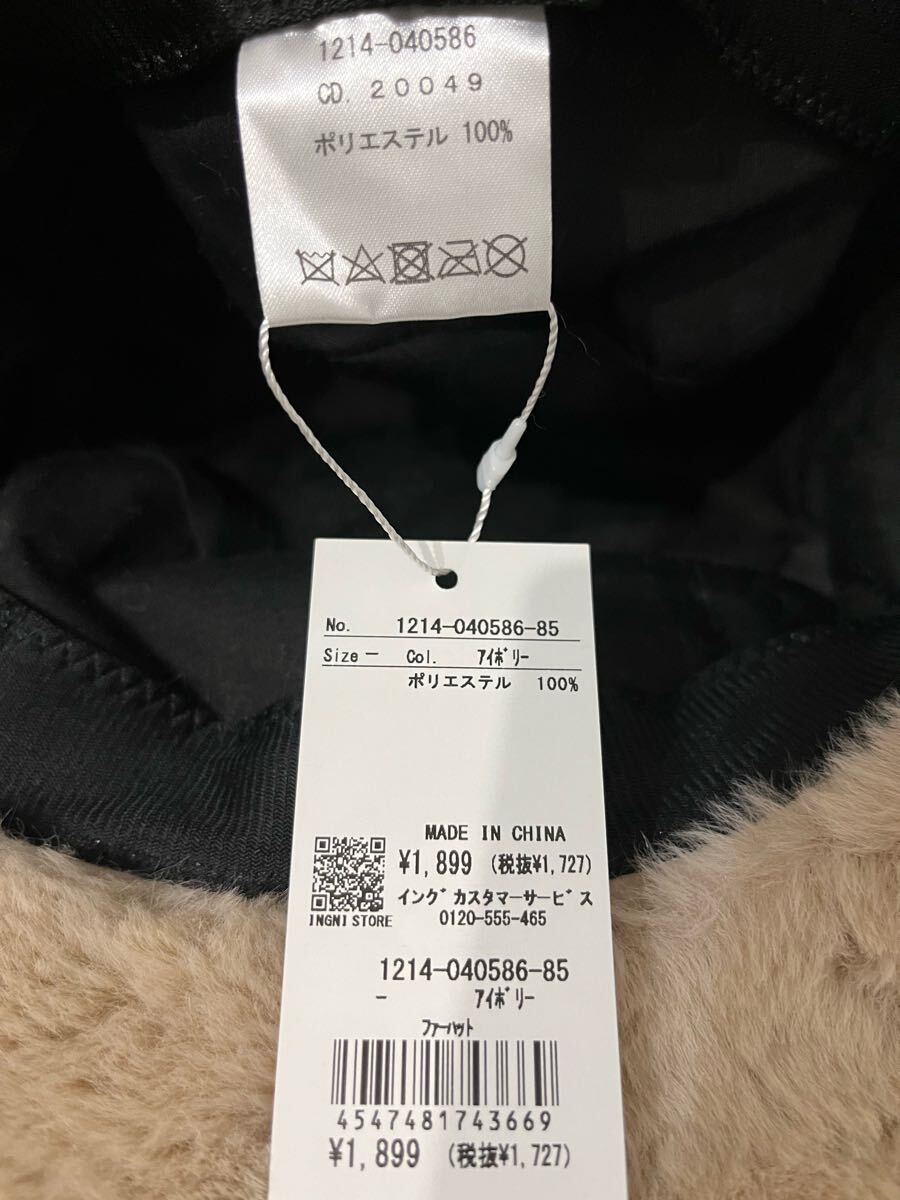 1214-040586
CD. 20049
ポリエステル 100%
No. 1214-040586-85
Size - Col. アイボリー
ポリエステル 100%
MADE IN CHINA
¥1,899 (税抜¥1,727)
イング カスタマーサービス
0120-555-465
INGNI STORE
1214-040586-85
- アイボリー
ファーハット
4547481743669
¥1,899 (税抜¥1,727)